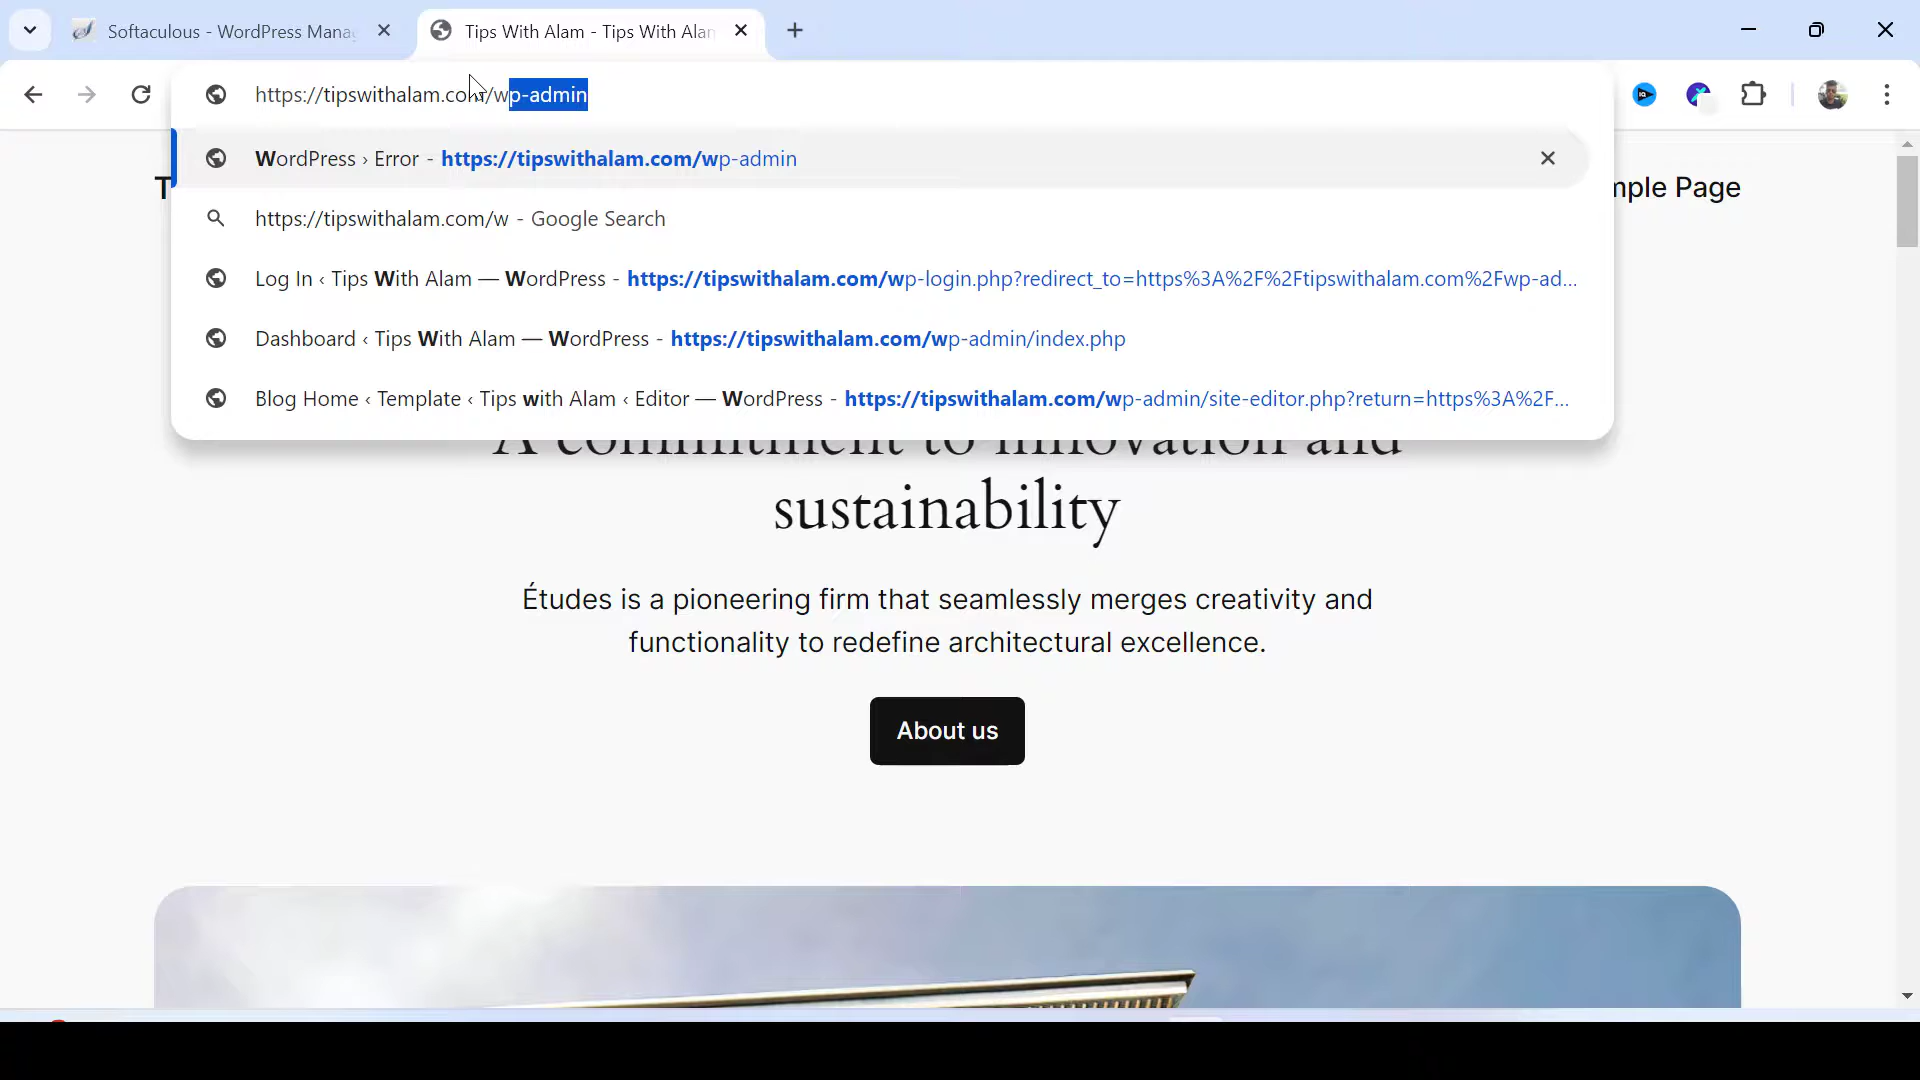 Softaculous - WordPress Mana
Tips With Alam - Tips With Alan
https://tipswithalam.com/wp-admin
WordPress › Error - https://tipswithalam.com/wp-admin
https://tipswithalam.com/w - Google Search
Log In ‹ Tips With Alam — WordPress - https://tipswithalam.com/wp-login.php?redirect_to=https%3A%2F%2Ftipswithalam.com%2Fwp-ad...
Dashboard ‹ Tips With Alam — WordPress - https://tipswithalam.com/wp-admin/index.php
Blog Home ‹ Template ‹ Tips with Alam ‹ Editor — WordPress - https://tipswithalam.com/wp-admin/site-editor.php?return=https%3A%2F...
T
mple Page
A commitment to innovation and
sustainability
Études is a pioneering firm that seamlessly merges creativity and
functionality to redefine architectural excellence.
About us